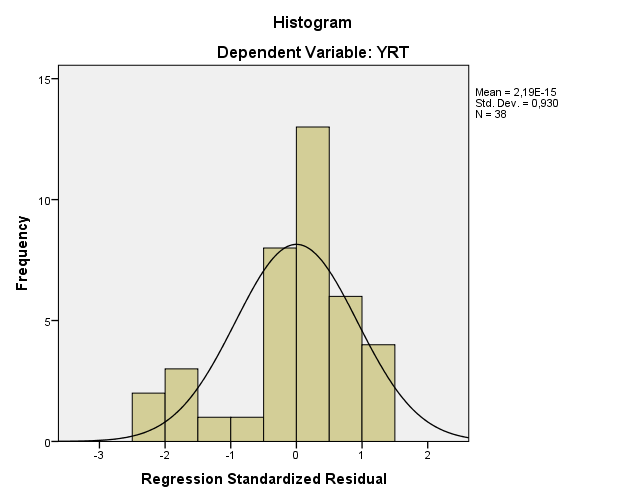 Histogram
Dependent Variable: YRT
Mean = 2,19E-15
Std. Dev. = 0,930
N = 38
Frequency
15
10
5
0
-3 -2 -1 0 1 2
Regression Standardized Residual